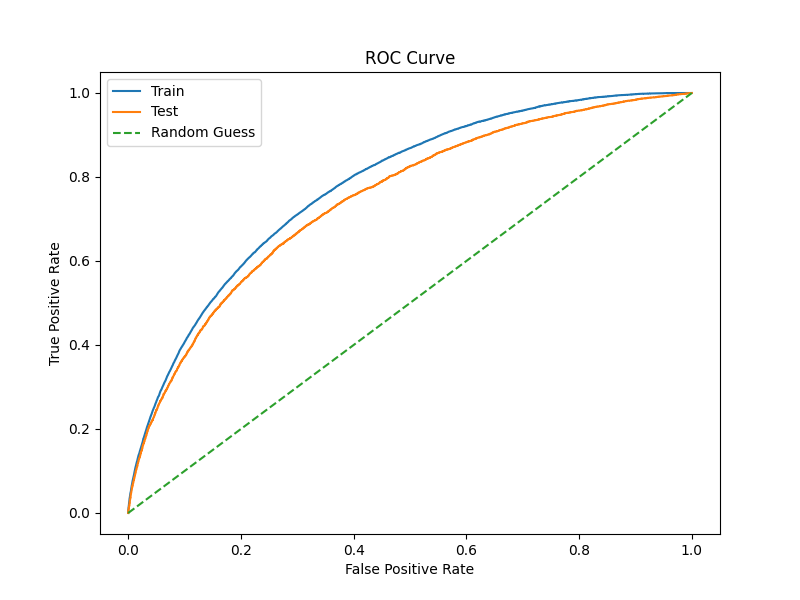 ROC Curve
Train
Test
Random Guess
1.0
0.8
0.6
0.4
0.2
0.0
True Positive Rate
0.0 0.2 0.4 0.6 0.8 1.0
False Positive Rate